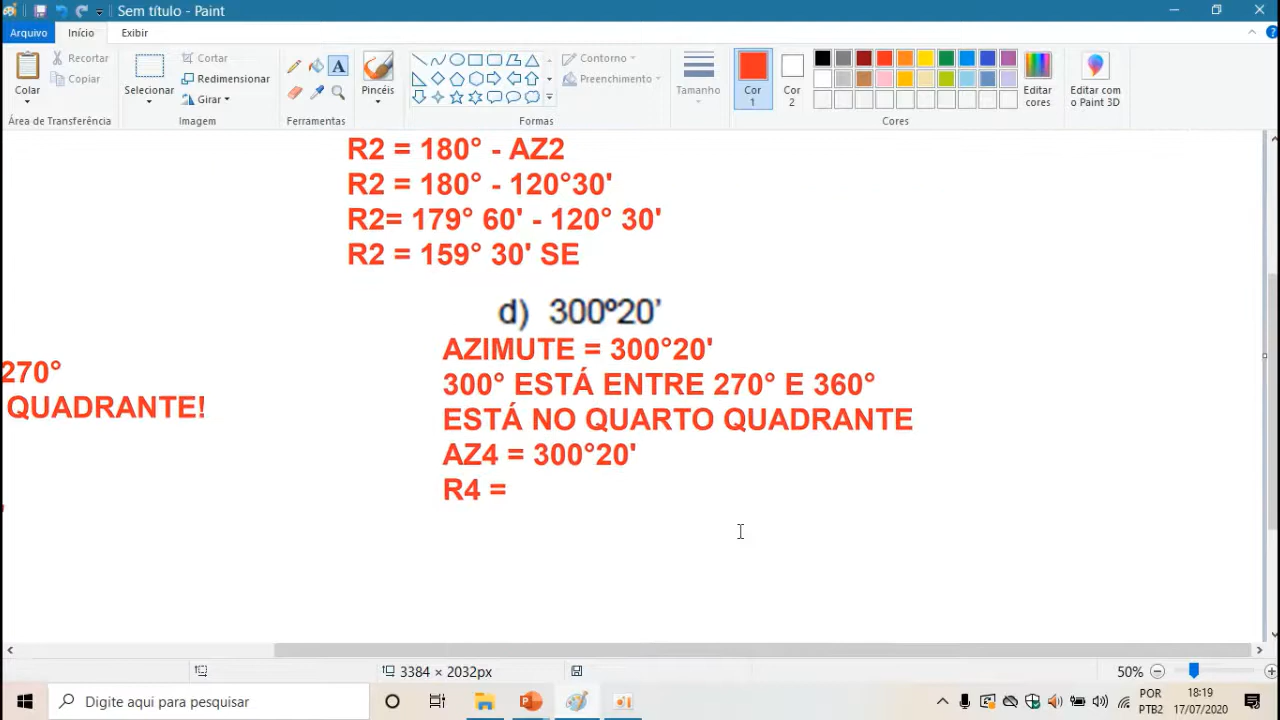 Sem título - Paint
Arquivo Início Exibir
Colar
Recortar
Copiar
Área de Transferência
Selecionar
Cortar
Redimensionar
Girar
Imagem
A
Ferramentas
Pincéis
Contorno
Preenchimento
Formas
Tamanho
Cor 1
Cor 2
Cores
Editar cores
Editar com o Paint 3D
R2 = 180° - AZ2
R2 = 180° - 120°30'
R2= 179° 60' - 120° 30'
R2 = 159° 30' SE
d) 300º20’
AZIMUTE = 300°20'
300° ESTÁ ENTRE 270° E 360°
ESTÁ NO QUARTO QUADRANTE
AZ4 = 300°20'
R4 =
270°
QUADRANTE!
3384 × 2032px
50%
Digite aqui para pesquisar
POR
PTB2
18:19
17/07/2020